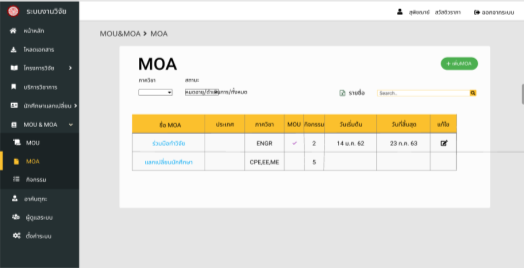 ระบบงานวิจัย
สุพิชฌาย์ สวัสดิวราภา ออกจากระบบ
หน้าหลัก
โหลดเอกสาร
โครงการวิจัย
บริการวิชาการ
นักศึกษาแลกเปลี่ยน
MOU & MOA
MOU
MOA
กิจกรรม
อาคันตุกะ
ผู้ดูแลระบบ
ตั้งค่าระบบ
MOU&MOA > MOA
MOA
+ เพิ่มMOA
ภาควิชา สถานะ
รายชื่อ Search..
ชื่อ MOA ประเทศ ภาควิชา MOU กิจกรรม วันเริ่มต้น วันที่สิ้นสุด แก้ไข
ร่วมมือทำวิจัย ENGR ✓ 2 14 ม.ค. 62 23 ก.ค. 63
แลกเปลี่ยนนักศึกษา CPE,EE,ME 5